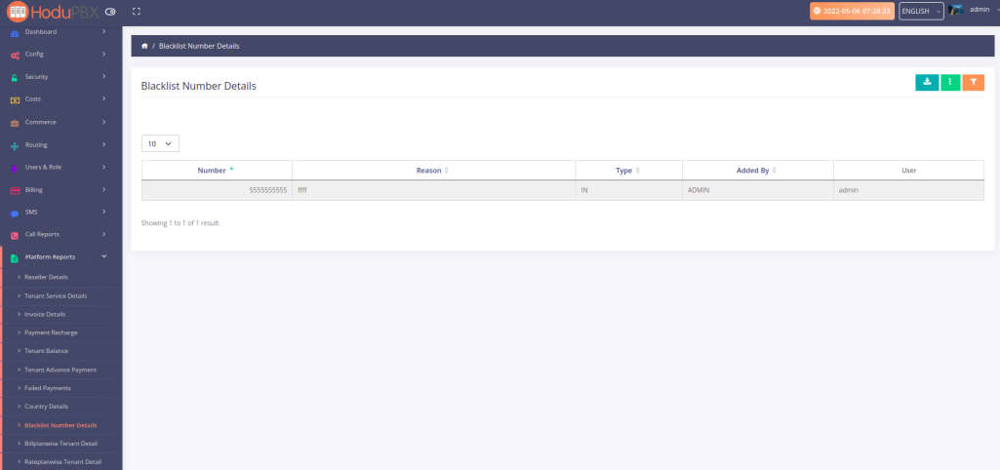 HoduPBX
2022-05-06 07:28:33
ENGLISH
admin
Dashboard
Config
Security
Costs
Commerce
Routing
Users & Role
Billing
SMS
Call Reports
Platform Reports
Reseller Details
Tenant Service Details
Invoice Details
Payment Recharge
Tenant Balance
Tenant Advance Payment
Failed Payments
Country Details
Blacklist Number Details
Billplanwise Tenant Detail
Rateplanwise Tenant Detail
/ Blacklist Number Details
Blacklist Number Details
10
Number Reason Type Added By User
5555555555 ffff IN ADMIN admin
Showing 1 to 1 of 1 result.